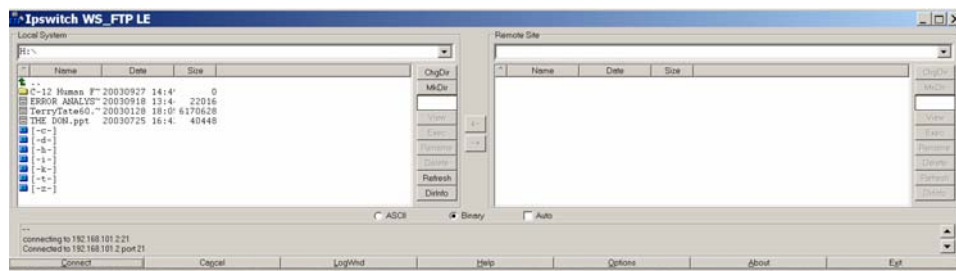 Ipswitch WS_FTP LE
Local System
Remote Site
H:\
Name Date Size
Name Date Size
ChgDir
ChgDir
..
MkDir
MkDir
C-12 Human F~ 20030927 14:4 0
ERROR ANALYS~ 20030918 13:4 22016
TerryTate60.~ 20030128 18:0 6170628
View
View
THE DON.ppt 20030725 16:4 40448
[-c-]
Exec
Exec
[-d-]
[-h-]
Rename
Rename
[-i-]
Delete
Delete
[-k-]
[-t-]
Refresh
Refresh
[-z-]
DirInfo
DirInfo
<-
->
ASCII Binary Auto
--
connecting to 192.168.101.2:21
Connected to 192.168.101.2 port 21
Connect Cancel LogWnd Help Options About Exit